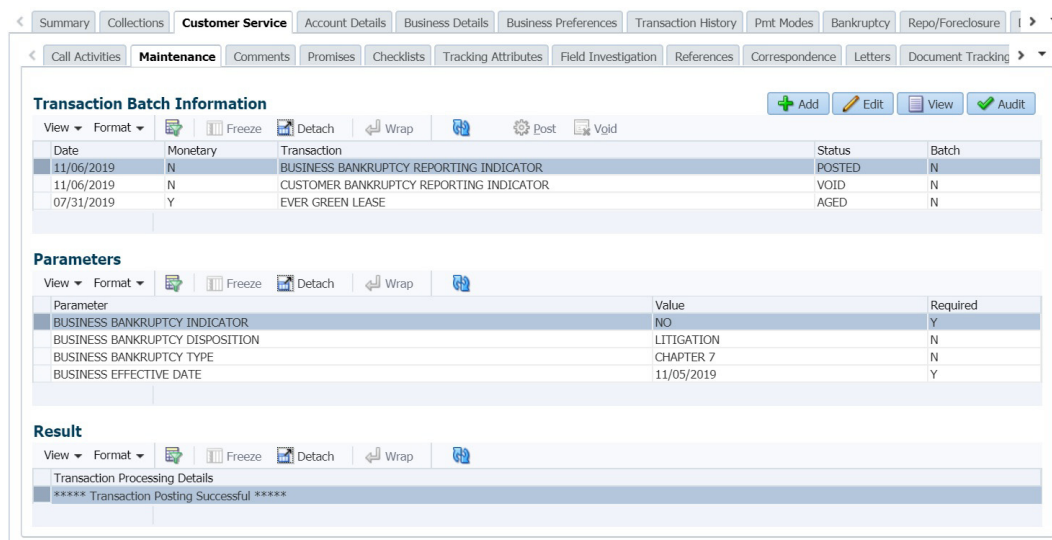 Summary Collections Customer Service Account Details Business Details Business Preferences Transaction History Pmt Modes Bankruptcy Repo/Foreclosure
Call Activities Maintenance Comments Promises Checklists Tracking Attributes Field Investigation References Correspondence Letters Document Tracking
Transaction Batch Information
Add Edit View Audit
View Format Freeze Detach Wrap Post Void
Date Monetary Transaction Status Batch
11/06/2019 N BUSINESS BANKRUPTCY REPORTING INDICATOR POSTED N
11/06/2019 N CUSTOMER BANKRUPTCY REPORTING INDICATOR VOID N
07/31/2019 Y EVER GREEN LEASE AGED N
Parameters
View Format Freeze Detach Wrap
Parameter Value Required
BUSINESS BANKRUPTCY INDICATOR NO Y
BUSINESS BANKRUPTCY DISPOSITION LITIGATION N
BUSINESS BANKRUPTCY TYPE CHAPTER 7 N
BUSINESS EFFECTIVE DATE 11/05/2019 Y
Result
View Format Freeze Detach Wrap
Transaction Processing Details
***** Transaction Posting Successful *****